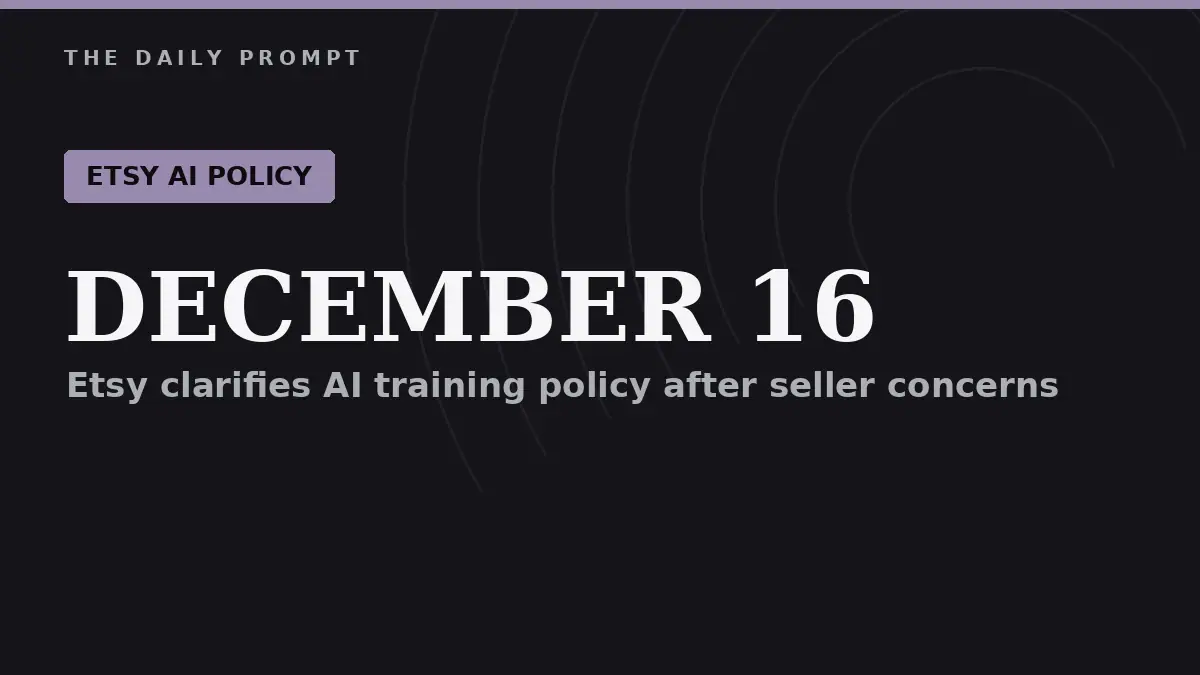 THE DAILY PROMPT
ETSY AI POLICY
DECEMBER 16
Etsy clarifies AI training policy after seller concerns